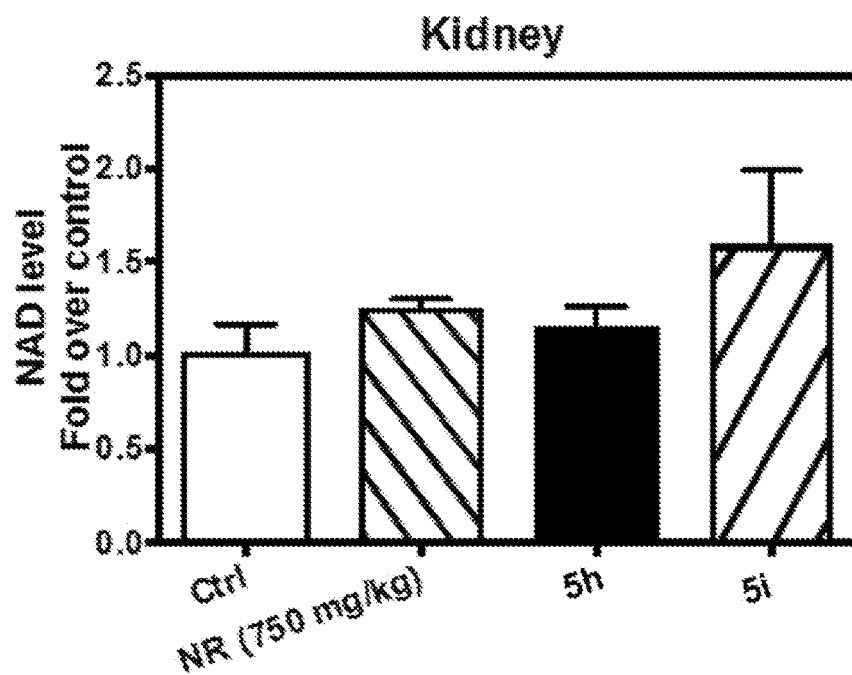 Kidney
NAD level
Fold over control
2.5
2.0
1.5
1.0
0.5
0.0
Ctrl
NR (750 mg/kg)
5h
5i